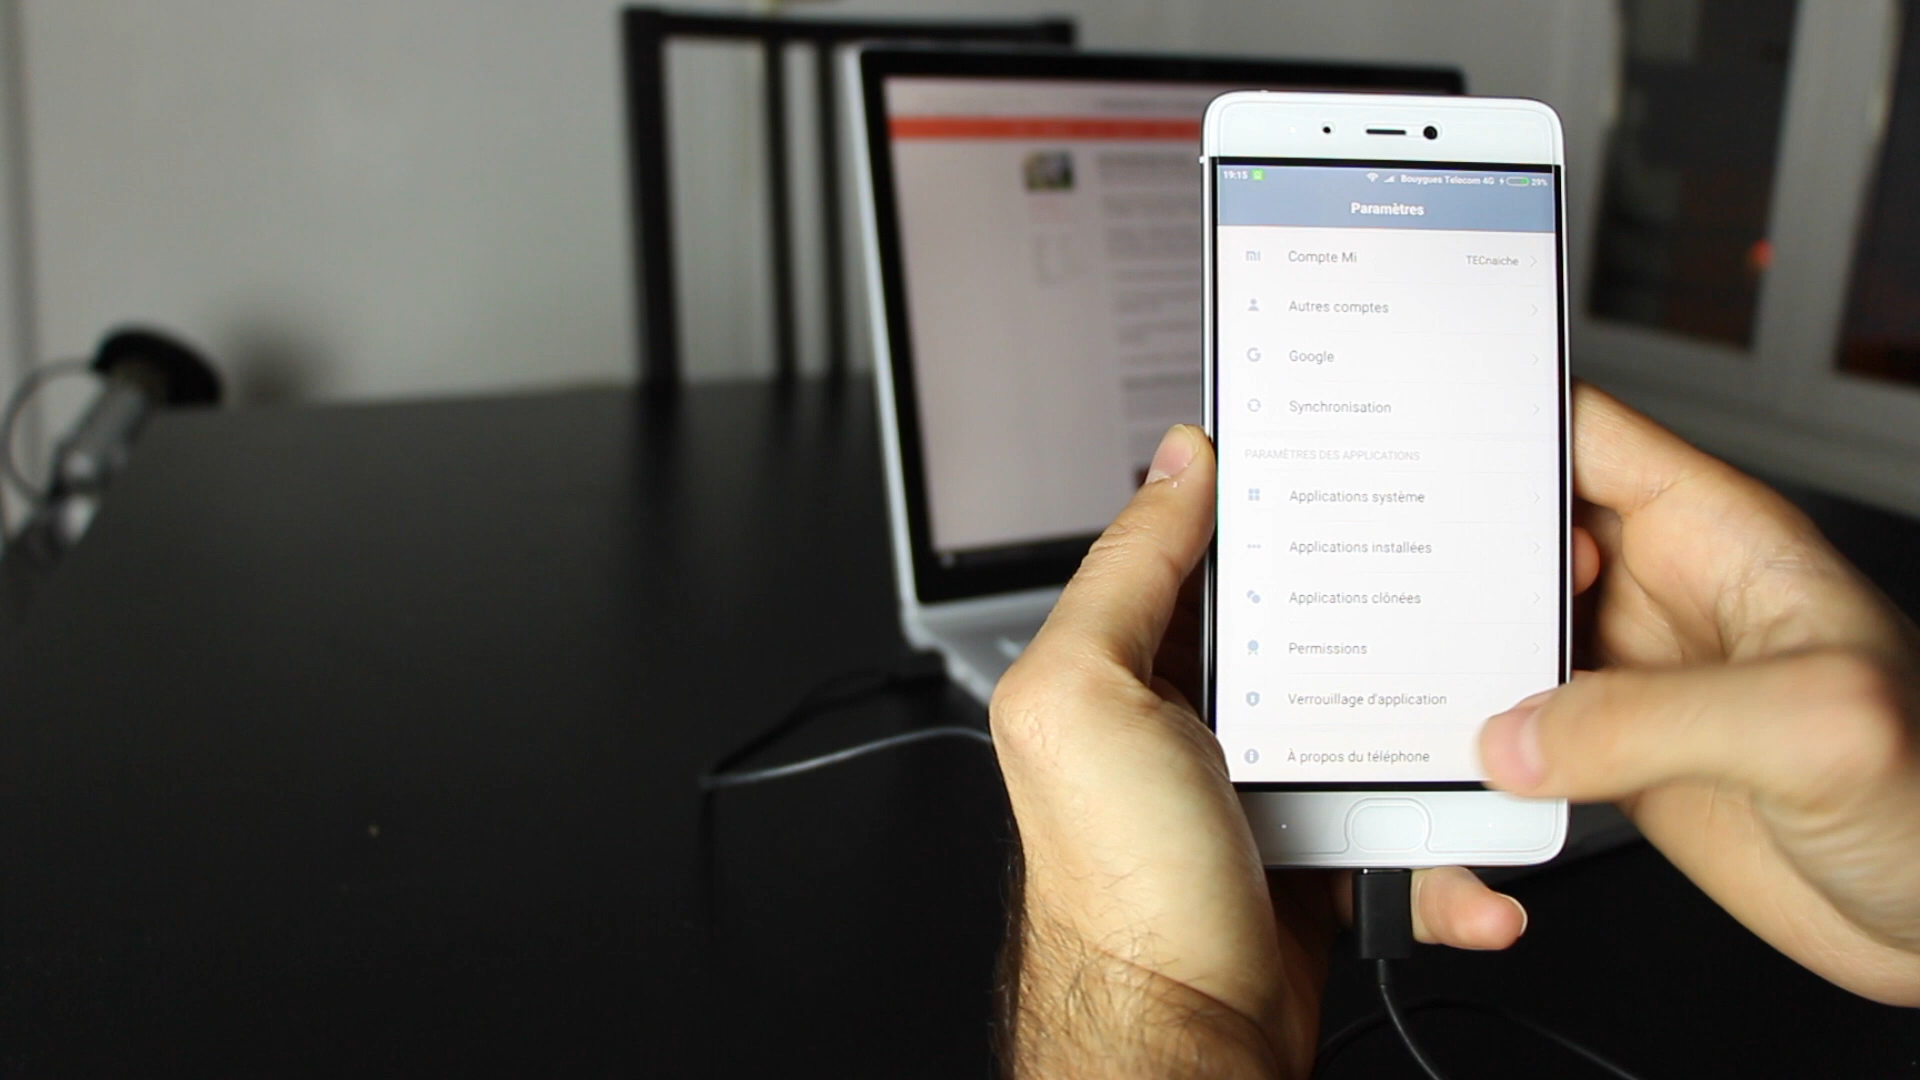 19:15 Bouygues Telecom 4G 29%
Paramètres
mi Compte Mi TECnaiche
Autres comptes
G Google
Synchronisation
PARAMÈTRES DES APPLICATIONS
Applications système
Applications installées
Applications clônées
Permissions
Verrouillage d'application
À propos du téléphone